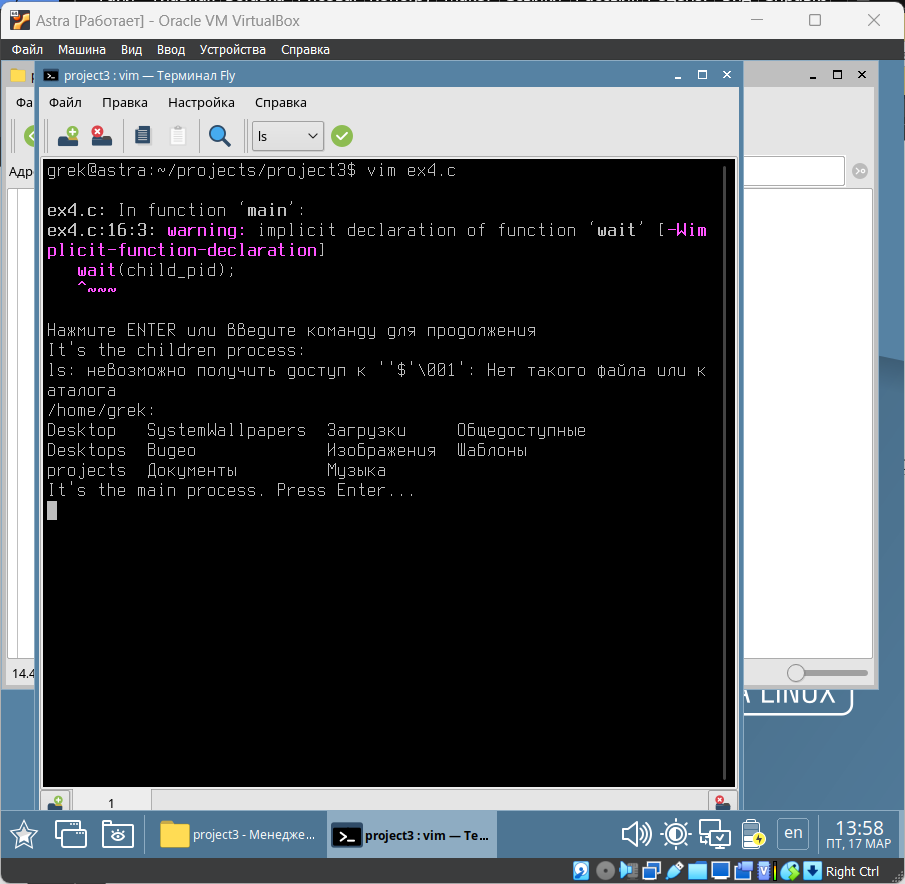 Astra [Работает] - Oracle VM VirtualBox
Файл Машина Вид Ввод Устройства Справка
project3 : vim — Терминал Fly
Фа
Файл Правка Настройка Справка
ls
Адр
grek@astra:~/projects/project3$ vim ex4.c
ex4.c: In function ‘main’:
ex4.c:16:3: warning: implicit declaration of function ‘wait’ [-Wim
plicit-function-declaration]
wait(child_pid);
^~~~
Нажмите ENTER или введите команду для продолжения
It's the children process:
ls: невозможно получить доступ к ''$'\001': Нет такого файла или к
аталога
/home/grek:
Desktop SystemWallpapers Загрузки Общедоступные
Desktops Видео Изображения Шаблоны
projects Документы Музыка
It's the main process. Press Enter...
14.4
A LINUX
1
project3 - Менедже...
project3 : vim — Те...
en
13:58
ПТ, 17 МАР
Right Ctrl